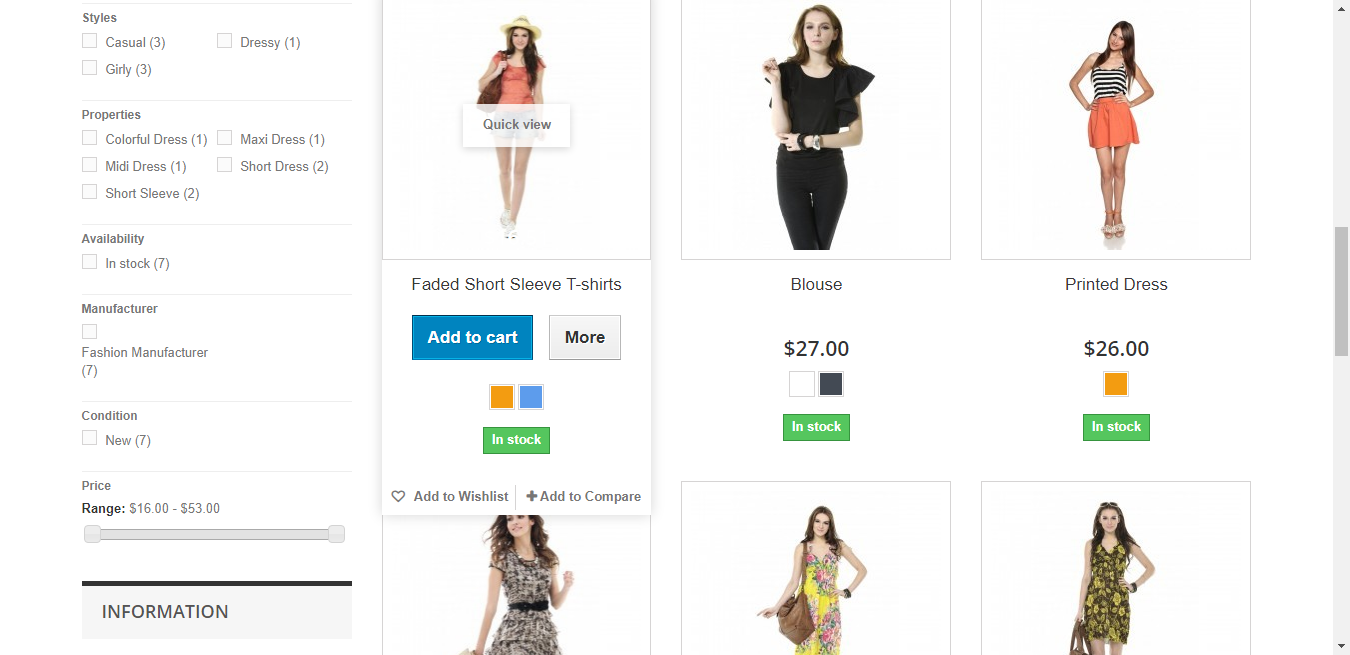 Styles
Casual (3)
Dressy (1)
Girly (3)
Properties
Colorful Dress (1)
Maxi Dress (1)
Midi Dress (1)
Short Dress (2)
Short Sleeve (2)
Availability
In stock (7)
Manufacturer
Fashion Manufacturer
(7)
Condition
New (7)
Price
Range: $16.00 - $53.00
INFORMATION
Quick view
Faded Short Sleeve T-shirts
Add to cart
More
In stock
Add to Wishlist
Add to Compare
Blouse
$27.00
In stock
Printed Dress
$26.00
In stock